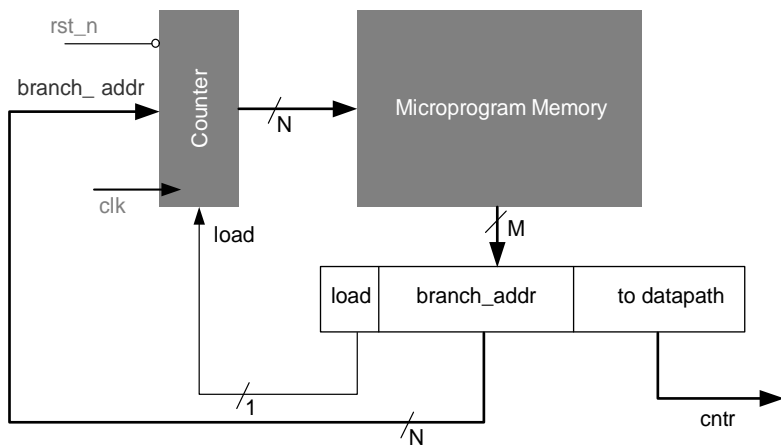 rst_n
branch_ addr
Counter
N
Microprogram Memory
clk
load
M
load
branch_addr
to datapath
1
N
cntr